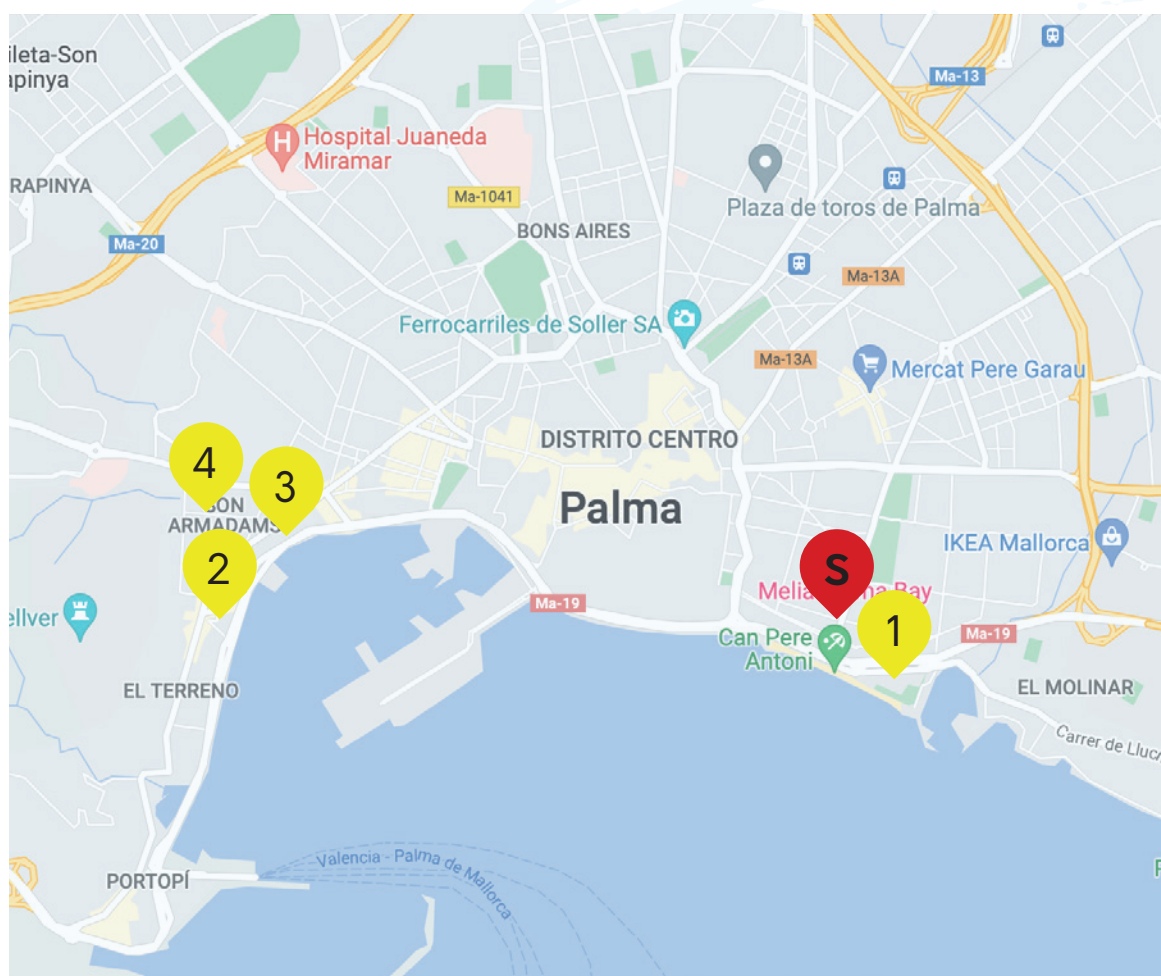 ileta-Son
apinya
Ma-13
Hospital Juaneda
Miramar
RAPINYA
Ma-1041
Plaza de toros de Palma
BONS AIRES
Ma-20
Ma-13A
Ferrocarriles de Soller SA
Ma-13A
Mercat Pere Garau
DISTRITO CENTRO
4
3
SON
ARMADAMS
Palma
IKEA Mallorca
2
S
Melia
Bay
Ma-19
ellver
1
Can Pere
Antoni
Ma-19
EL TERRENO
EL MOLINAR
Carrer de Lluc
Valencia - Palma de Mallorca
PORTOPÍ